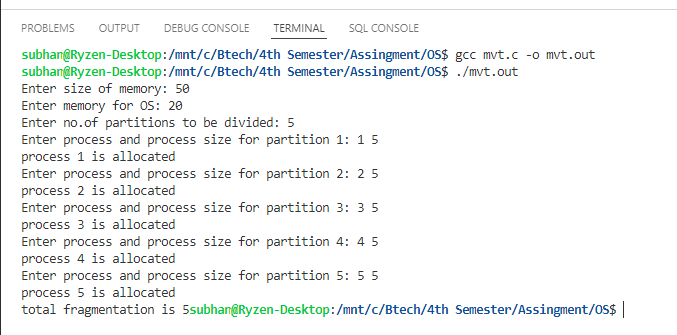 PROBLEMS OUTPUT DEBUG CONSOLE TERMINAL SQL CONSOLE
subhan@Ryzen-Desktop:/mnt/c/Btech/4th Semester/Assingment/OS$ gcc mvt.c -o mvt.out
subhan@Ryzen-Desktop:/mnt/c/Btech/4th Semester/Assingment/OS$ ./mvt.out
Enter size of memory: 50
Enter memory for OS: 20
Enter no.of partitions to be divided: 5
Enter process and process size for partition 1: 1 5
process 1 is allocated
Enter process and process size for partition 2: 2 5
process 2 is allocated
Enter process and process size for partition 3: 3 5
process 3 is allocated
Enter process and process size for partition 4: 4 5
process 4 is allocated
Enter process and process size for partition 5: 5 5
process 5 is allocated
total fragmentation is 5subhan@Ryzen-Desktop:/mnt/c/Btech/4th Semester/Assingment/OS$